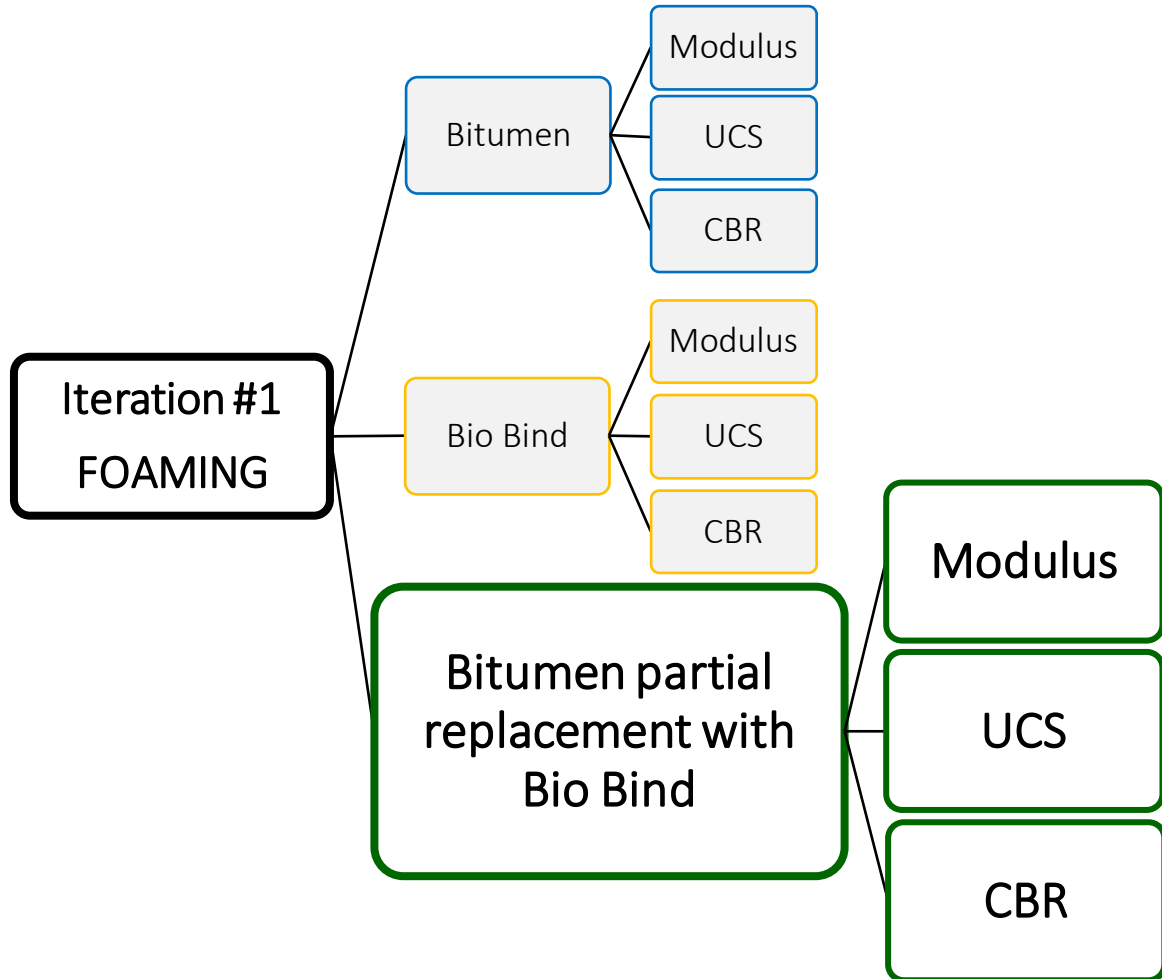 Iteration #1
FOAMING
Bitumen
Modulus
UCS
CBR
Bio Bind
Modulus
UCS
CBR
Bitumen partial
replacement with
Bio Bind
Modulus
UCS
CBR